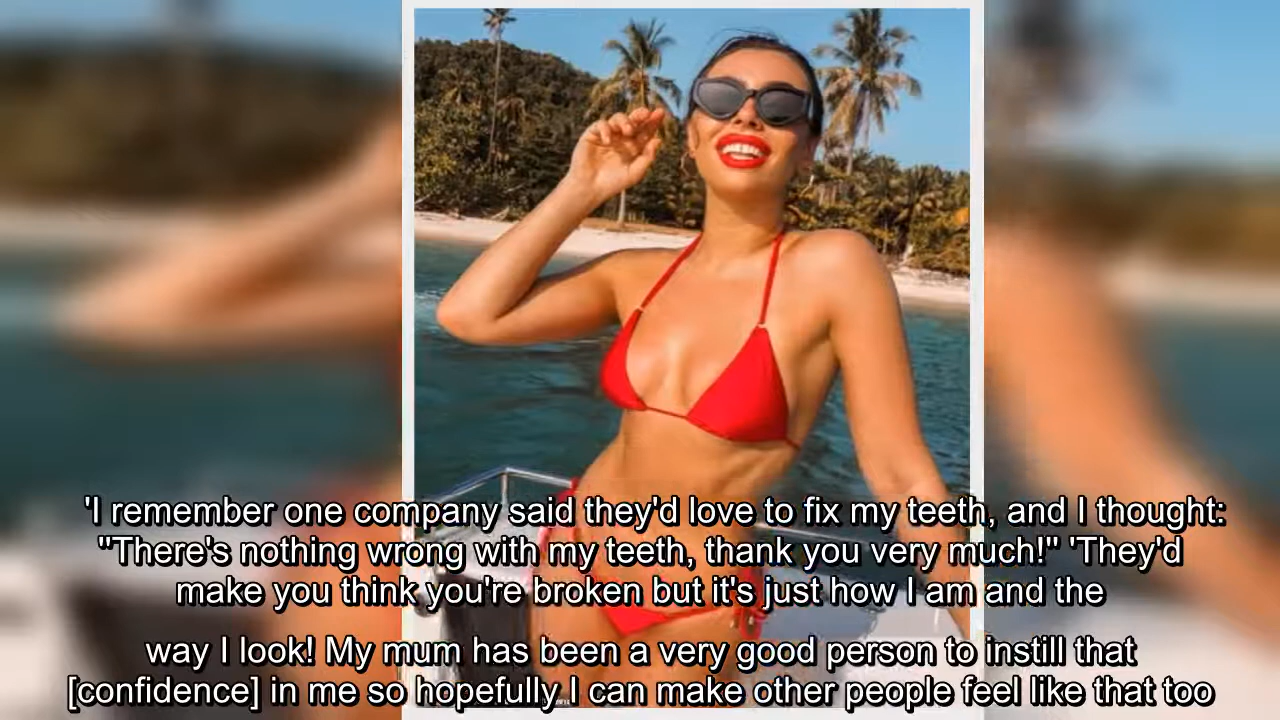 'I remember one company said they'd love to fix my teeth, and I thought:
"There's nothing wrong with my teeth, thank you very much!" 'They'd
make you think you're broken but it's just how I am and the
way I look! My mum has been a very good person to instill that
[confidence] in me so hopefully I can make other people feel like that too